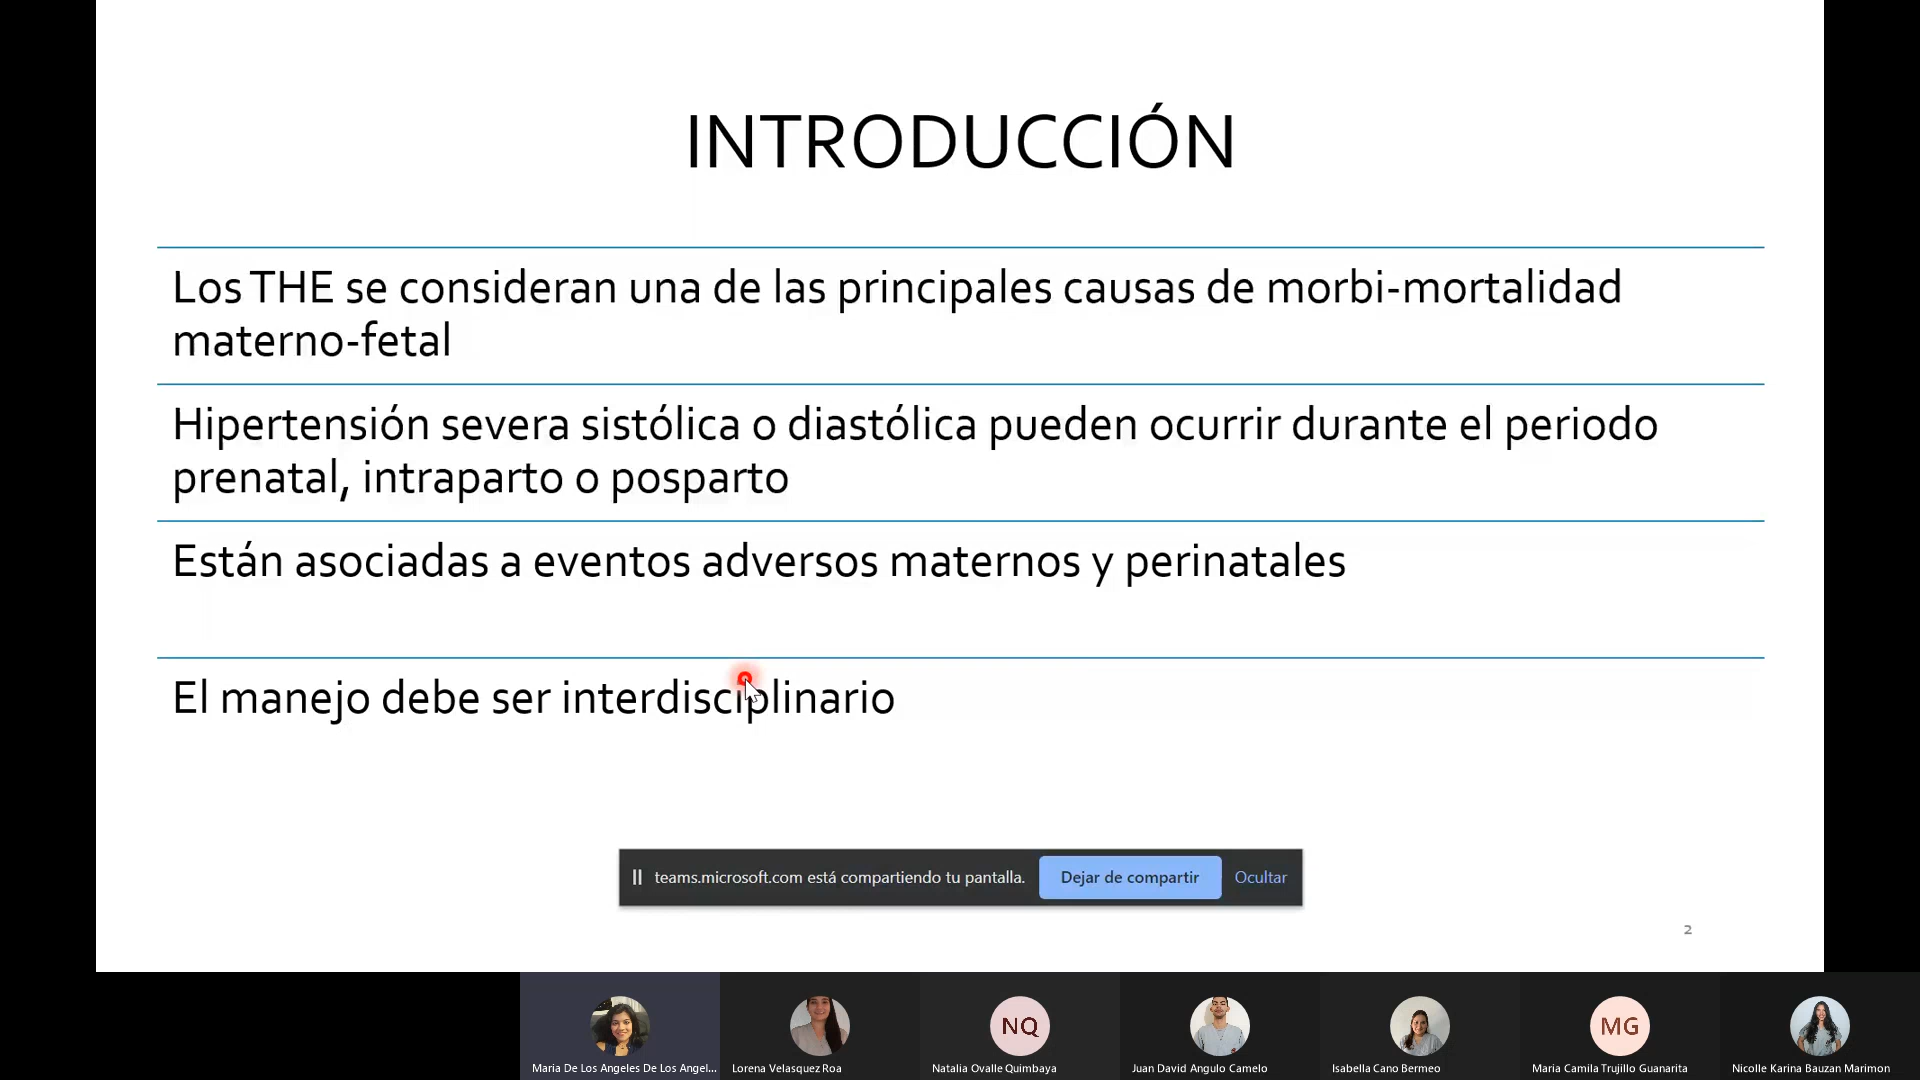 INTRODUCCIÓN
Los THE se consideran una de las principales causas de morbi-mortalidad
materno-fetal
Hipertensión severa sistólica o diastólica pueden ocurrir durante el periodo
prenatal, intraparto o posparto
Están asociadas a eventos adversos maternos y perinatales
El manejo debe ser interdisciplinario
teams.microsoft.com está compartiendo tu pantalla. Dejar de compartir Ocultar
2
NQ MG
Maria De Los Angeles De Los Angel... Lorena Velasquez Roa Natalia Ovalle Quimbaya Juan David Angulo Camelo Isabella Cano Bermeo Maria Camila Trujillo Guanarita Nicolle Karina Bauzan Marimon